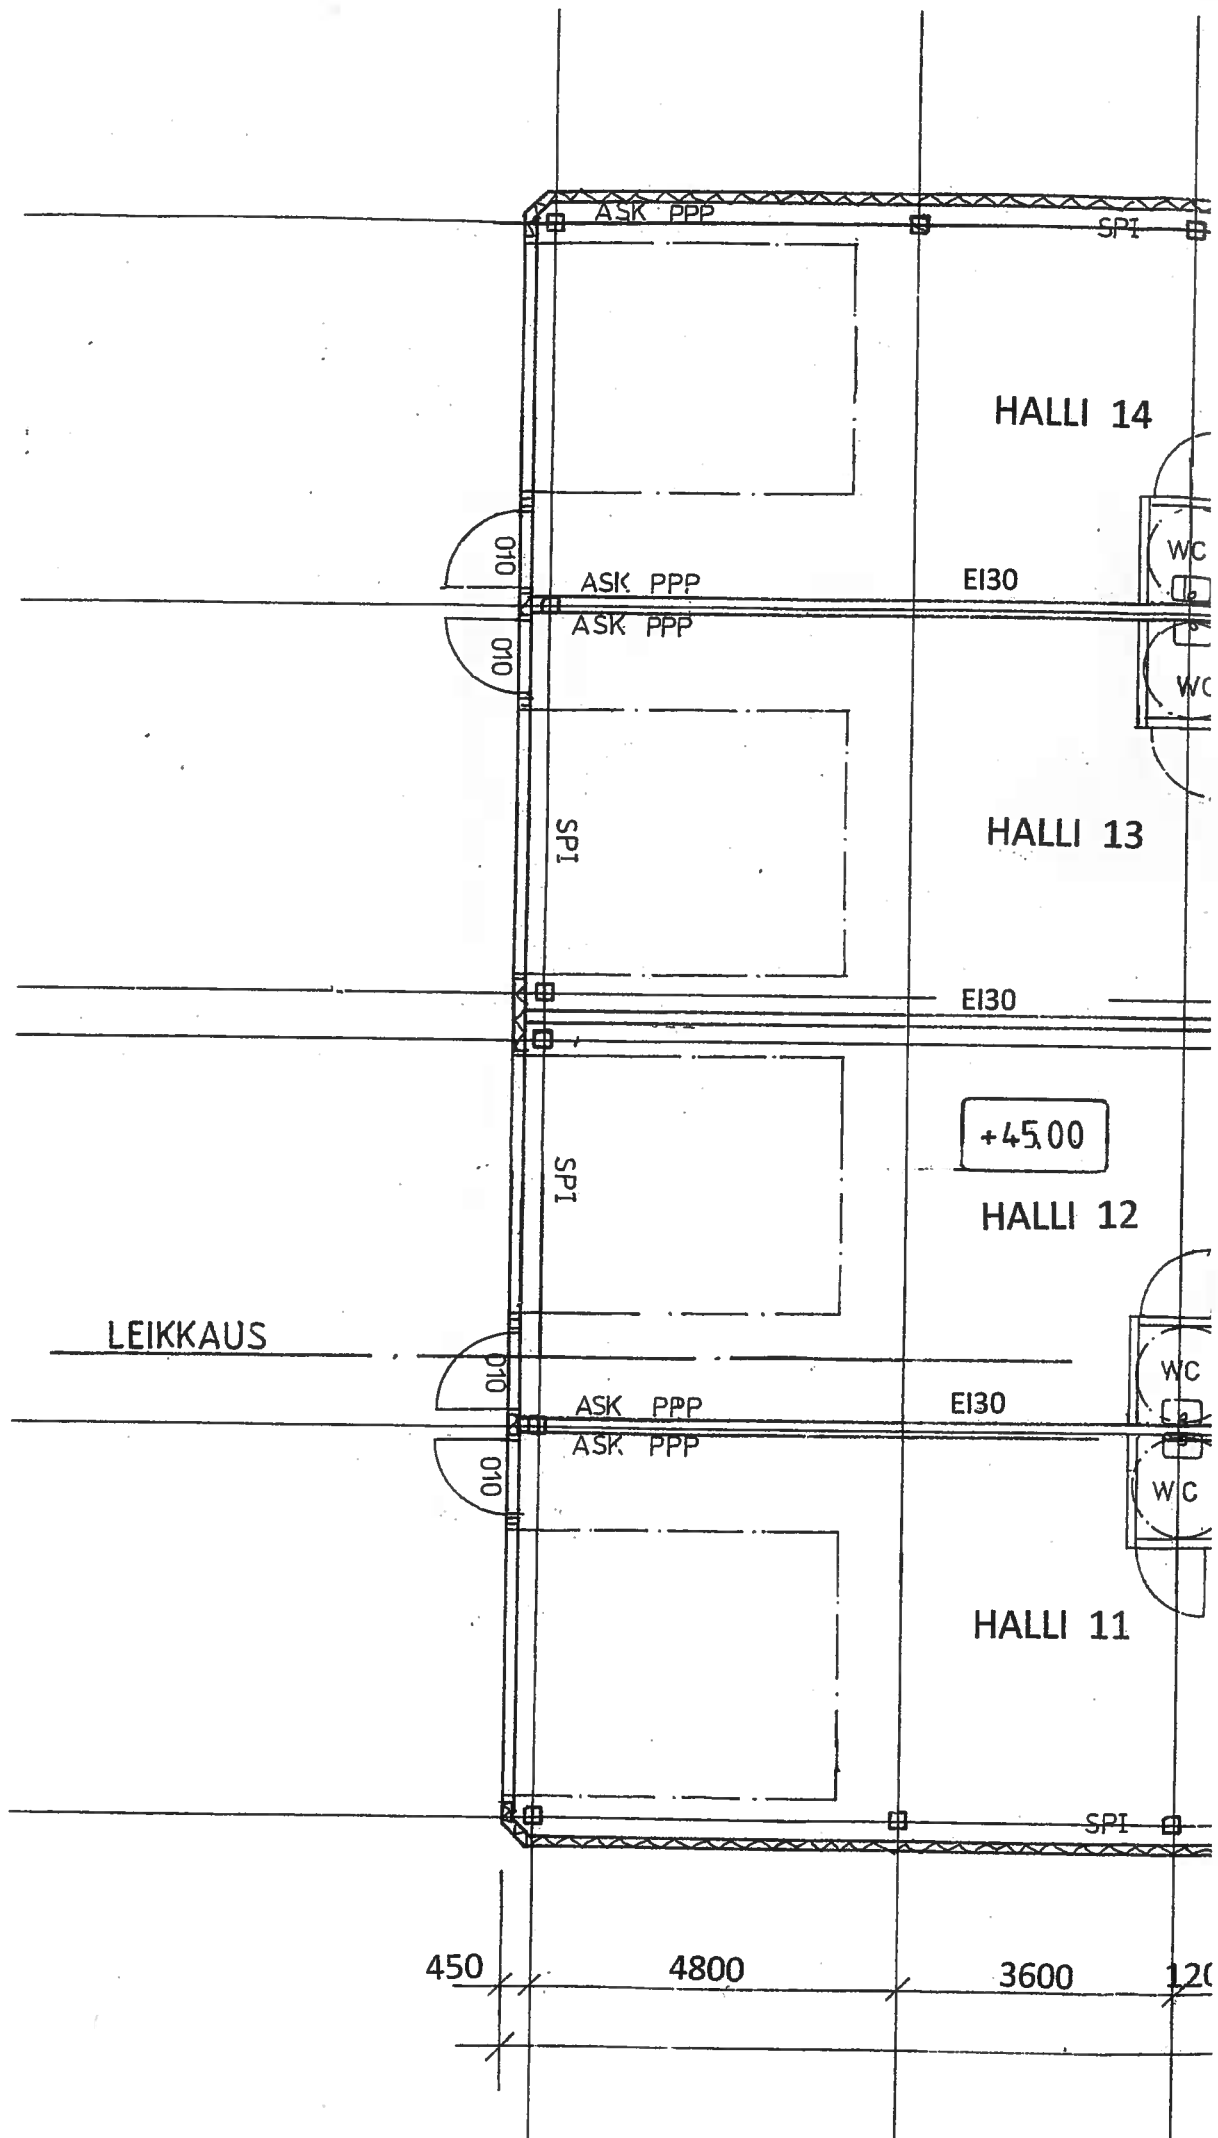 ASK PPP
SPI
HALLI 14
010
WC
ASK PPP
EI30
ASK PPP
010
WC
SPI
HALLI 13
EI30
+45.00
SPI
HALLI 12
LEIKKAUS
010
WC
ASK PPP
EI30
ASK PPP
010
WC
HALLI 11
SPI
450
4800
3600